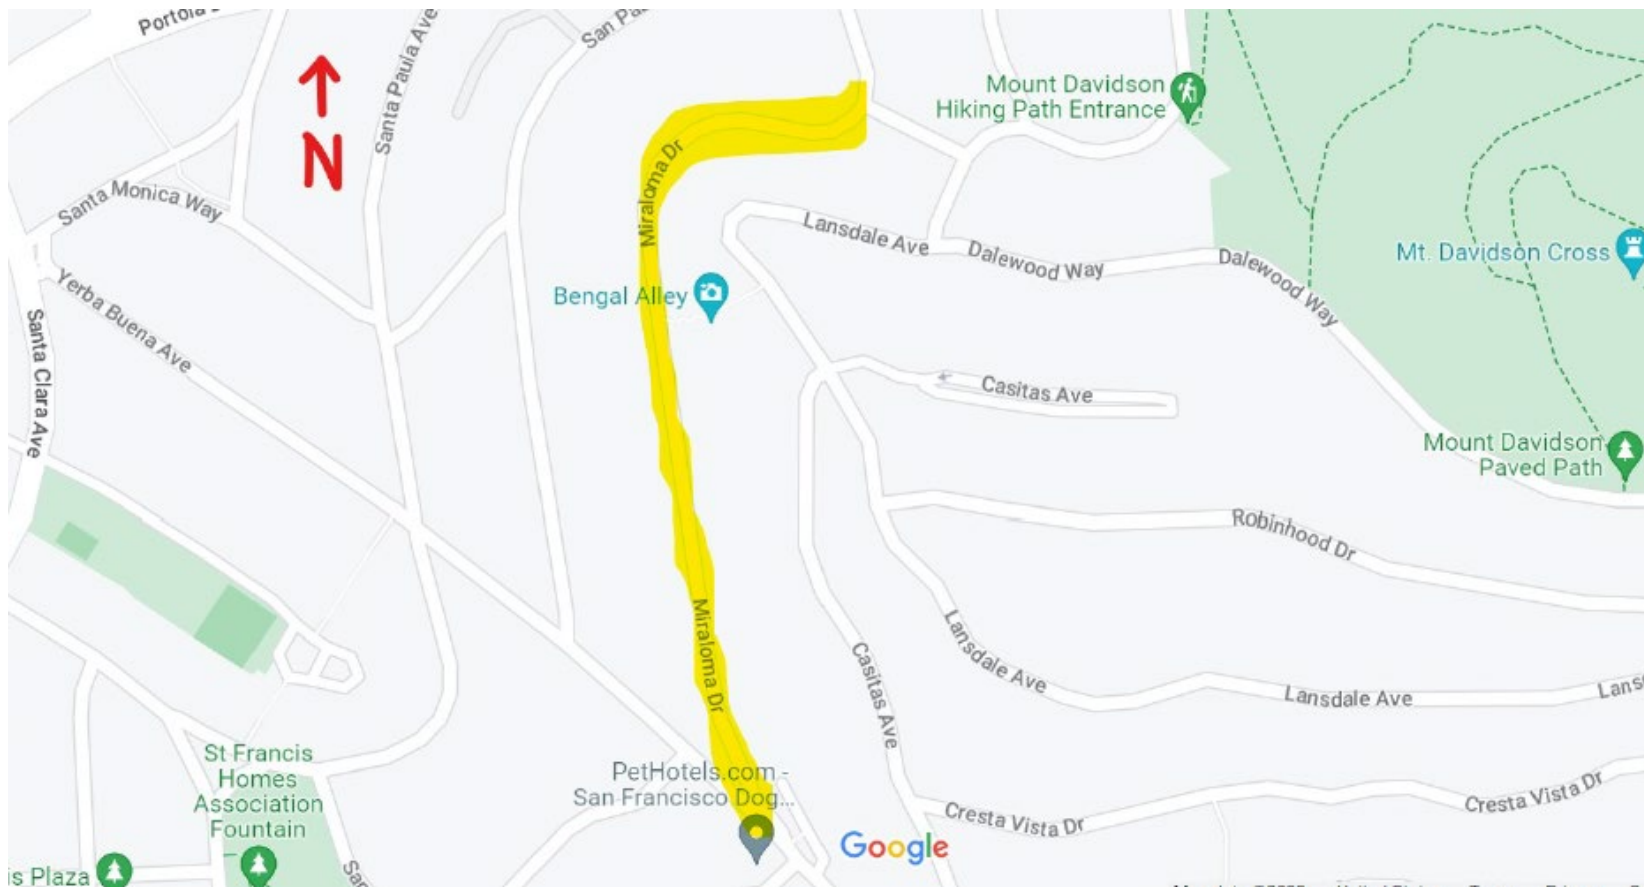 Portola
Santa Paula Ave
San Pa
N
Mount Davidson
Hiking Path Entrance
Miraloma Dr
Santa Monica Way
Lansdale Ave
Dalewood Way
Dalewood Way
Mt. Davidson Cross
Bengal Alley
Yerba Buena Ave
Santa Clara Ave
Casitas Ave
Mount Davidson
Paved Path
Robinhood Dr
Miraloma Dr
Lansdale Ave
Casitas Ave
Lansdale Ave
Lans
St Francis
Homes
Association
Fountain
PetHotels.com -
San Francisco Dog...
Cresta Vista Dr
Cresta Vista Dr
Google
is Plaza
Sa